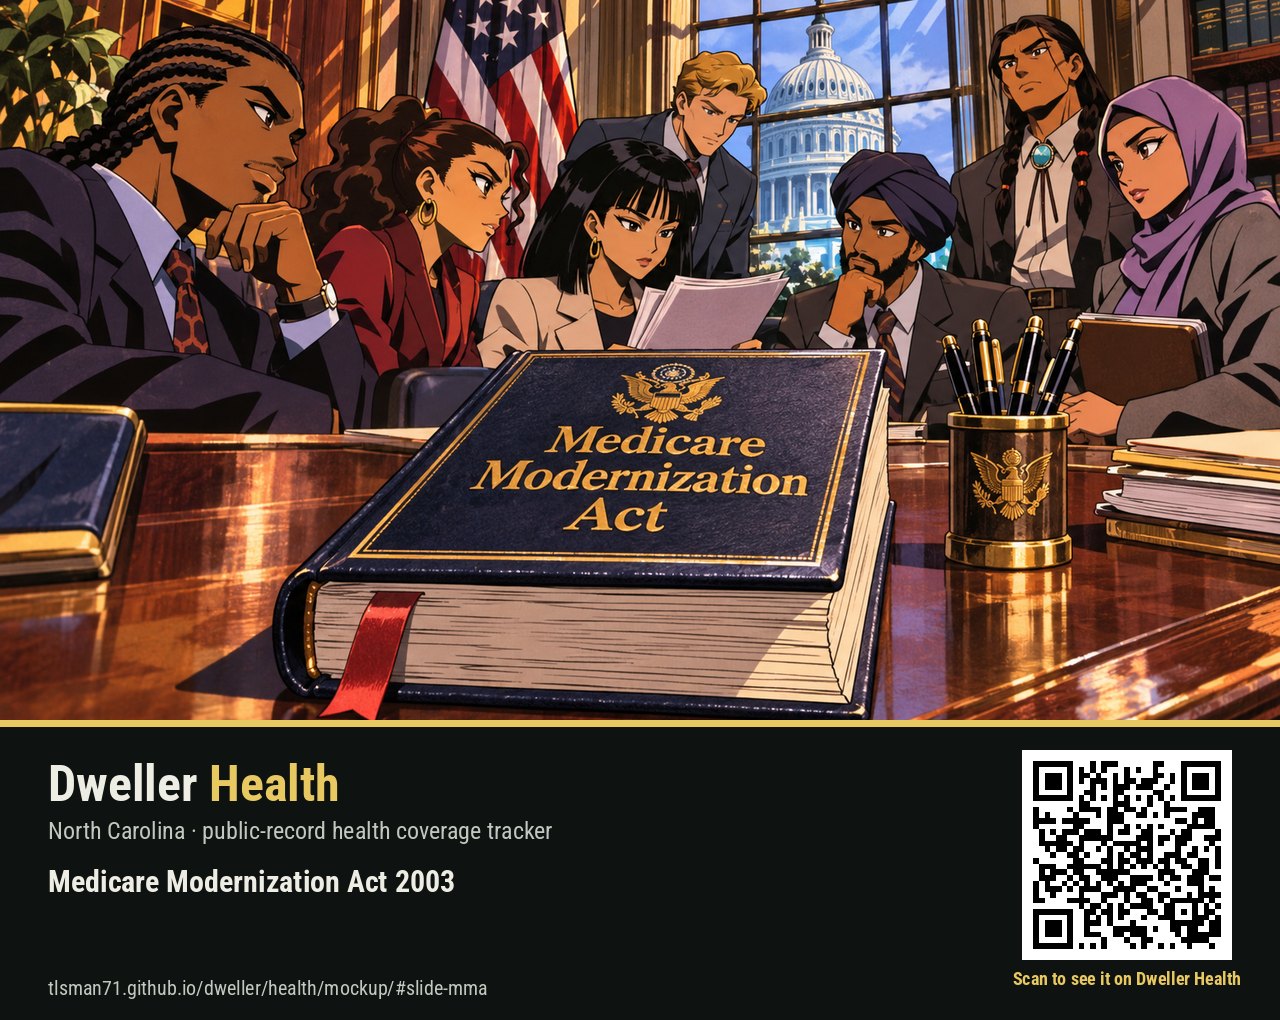 Medicare
Modernization
Act
Dweller Health
North Carolina · public-record health coverage tracker
Medicare Modernization Act 2003
tlsman71.github.io/dweller/health/mockup/#slide-mma
Scan to see it on Dweller Health